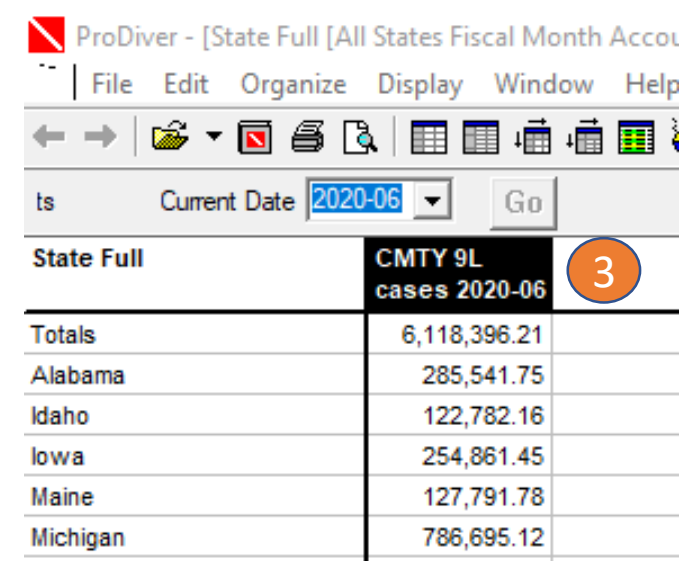 ProDiver - [State Full [All States Fiscal Month Accou
File Edit Organize Display Window Help
ts Current Date 2020-06 Go
State Full CMTY 9L
cases 2020-06
3
Totals 6,118,396.21
Alabama 285,541.75
Idaho 122,782.16
Iowa 254,861.45
Maine 127,791.78
Michigan 786,695.12